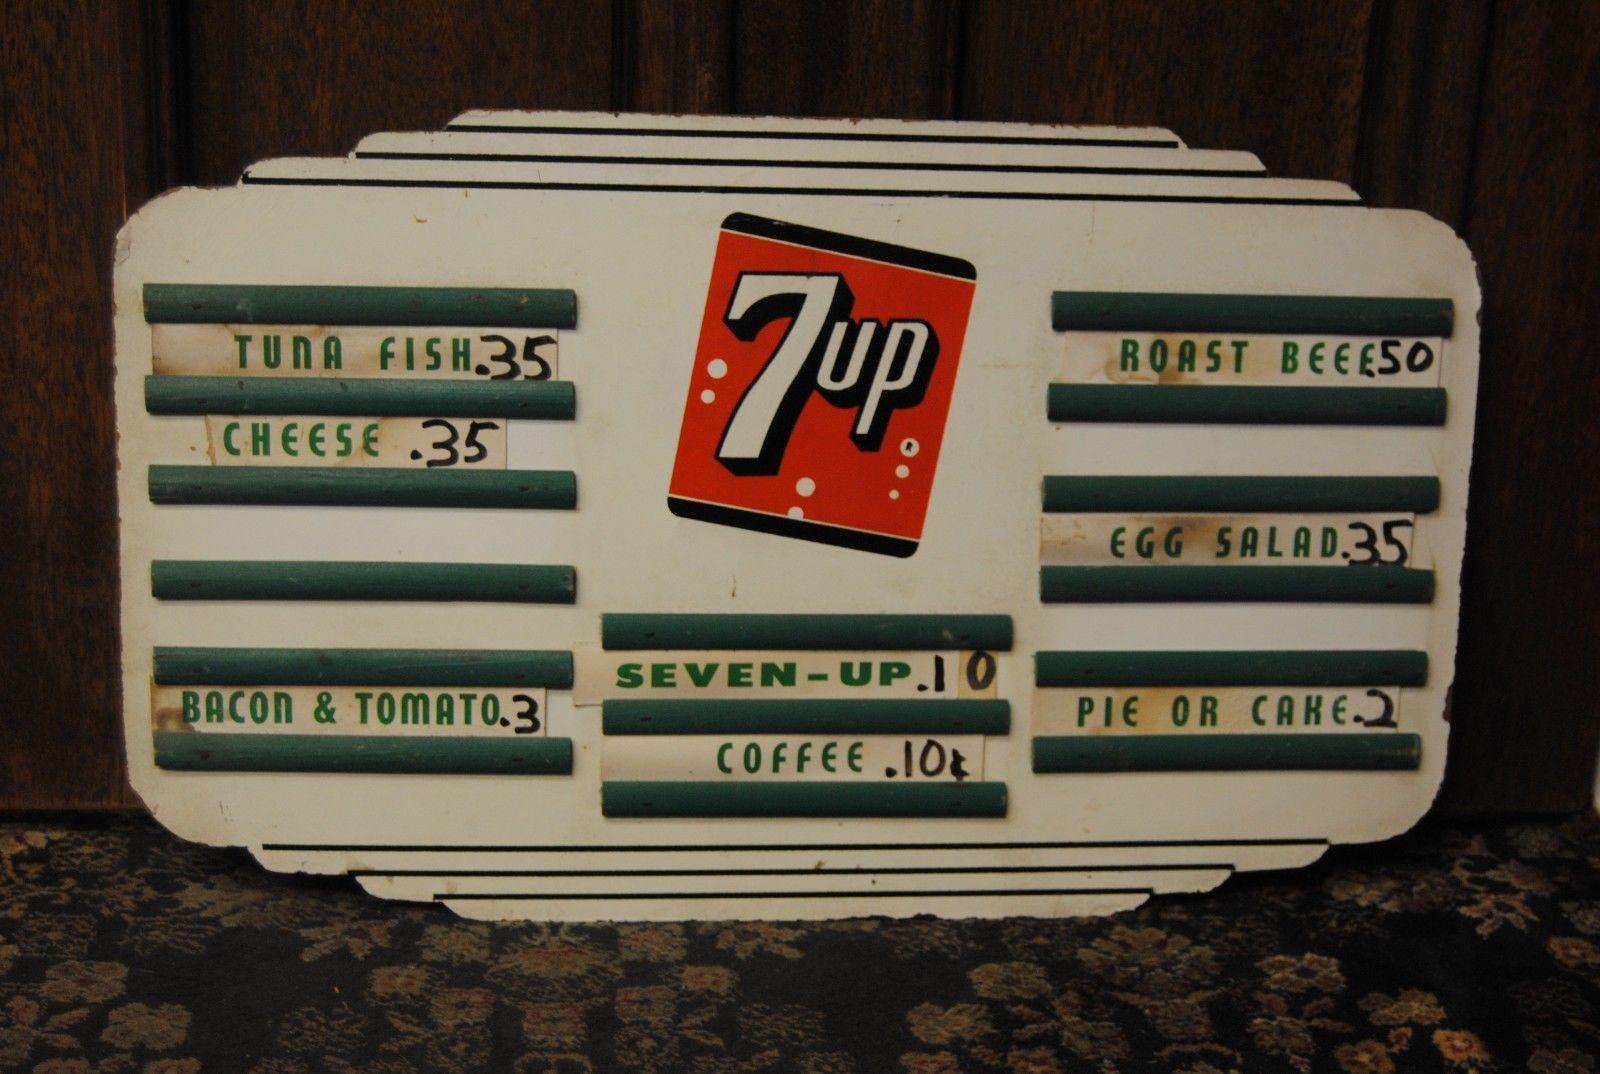 TUNA FISH .35
CHEESE .35
BACON & TOMATO .3
7UP
SEVEN-UP .10
COFFEE .10¢
ROAST BEEF .50
EGG SALAD .35
PIE OR CAKE .2